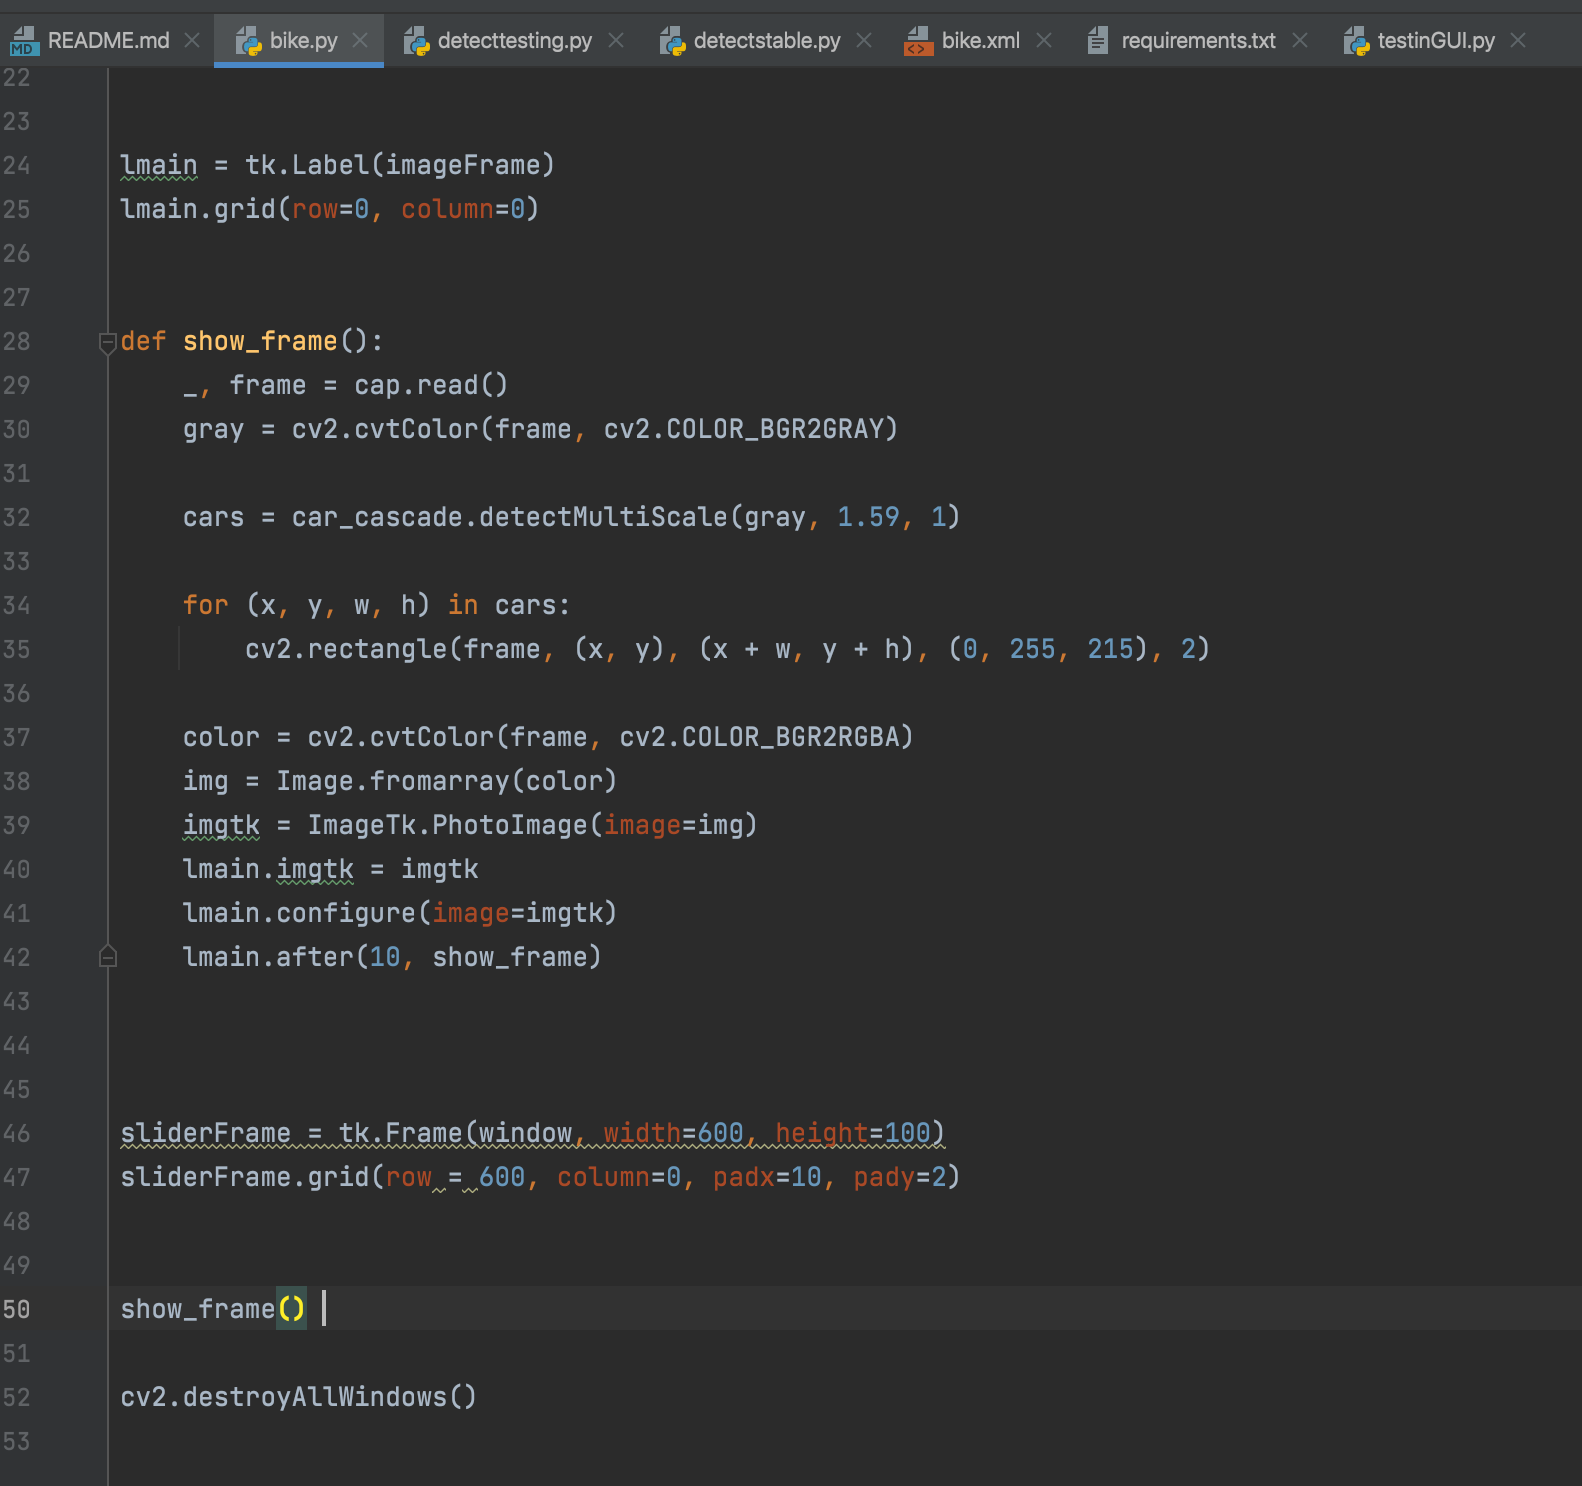 README.md bike.py detecttesting.py detectstable.py bike.xml requirements.txt testinGUI.py
22
23
24 lmain = tk.Label(imageFrame)
25 lmain.grid(row=0, column=0)
26
27
28 def show_frame():
29 _, frame = cap.read()
30 gray = cv2.cvtColor(frame, cv2.COLOR_BGR2GRAY)
31
32 cars = car_cascade.detectMultiScale(gray, 1.59, 1)
33
34 for (x, y, w, h) in cars:
35 cv2.rectangle(frame, (x, y), (x + w, y + h), (0, 255, 215), 2)
36
37 color = cv2.cvtColor(frame, cv2.COLOR_BGR2RGBA)
38 img = Image.fromarray(color)
39 imgtk = ImageTk.PhotoImage(image=img)
40 lmain.imgtk = imgtk
41 lmain.configure(image=imgtk)
42 lmain.after(10, show_frame)
43
44
45
46 sliderFrame = tk.Frame(window, width=600, height=100)
47 sliderFrame.grid(row = 600, column=0, padx=10, pady=2)
48
49
50 show_frame()
51
52 cv2.destroyAllWindows()
53